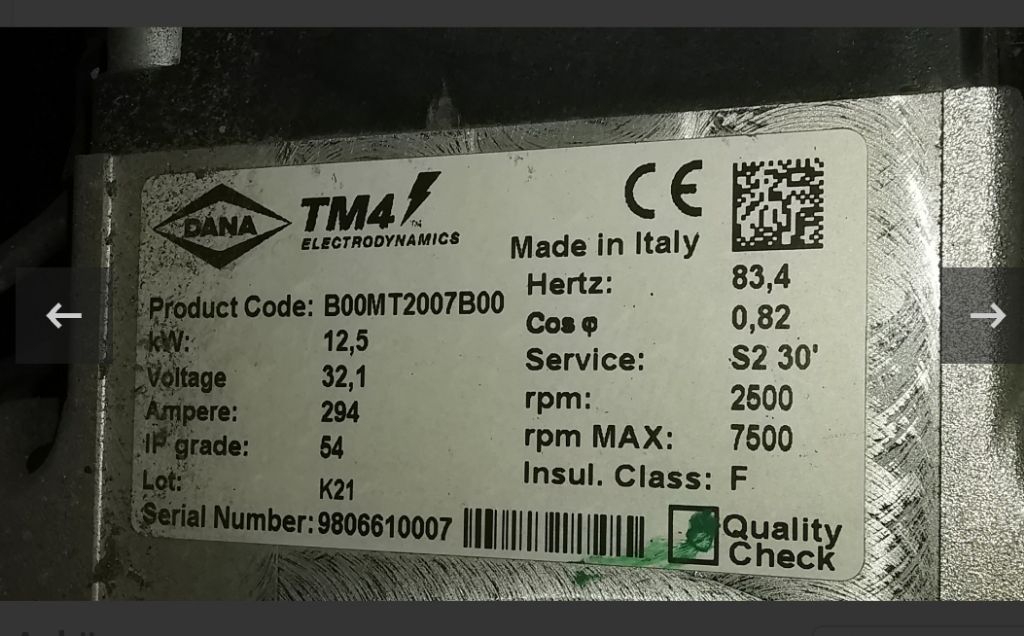 DANA
TM4™
ELECTRODYNAMICS
CE
Made in Italy
Product Code: B00MT2007B00
kW: 12,5
Voltage 32,1
Ampere: 294
IP grade: 54
Lot: K21
Serial Number: 9806610007
Hertz: 83,4
Cos φ 0,82
Service: S2 30'
rpm: 2500
rpm MAX: 7500
Insul. Class: F
Quality
Check